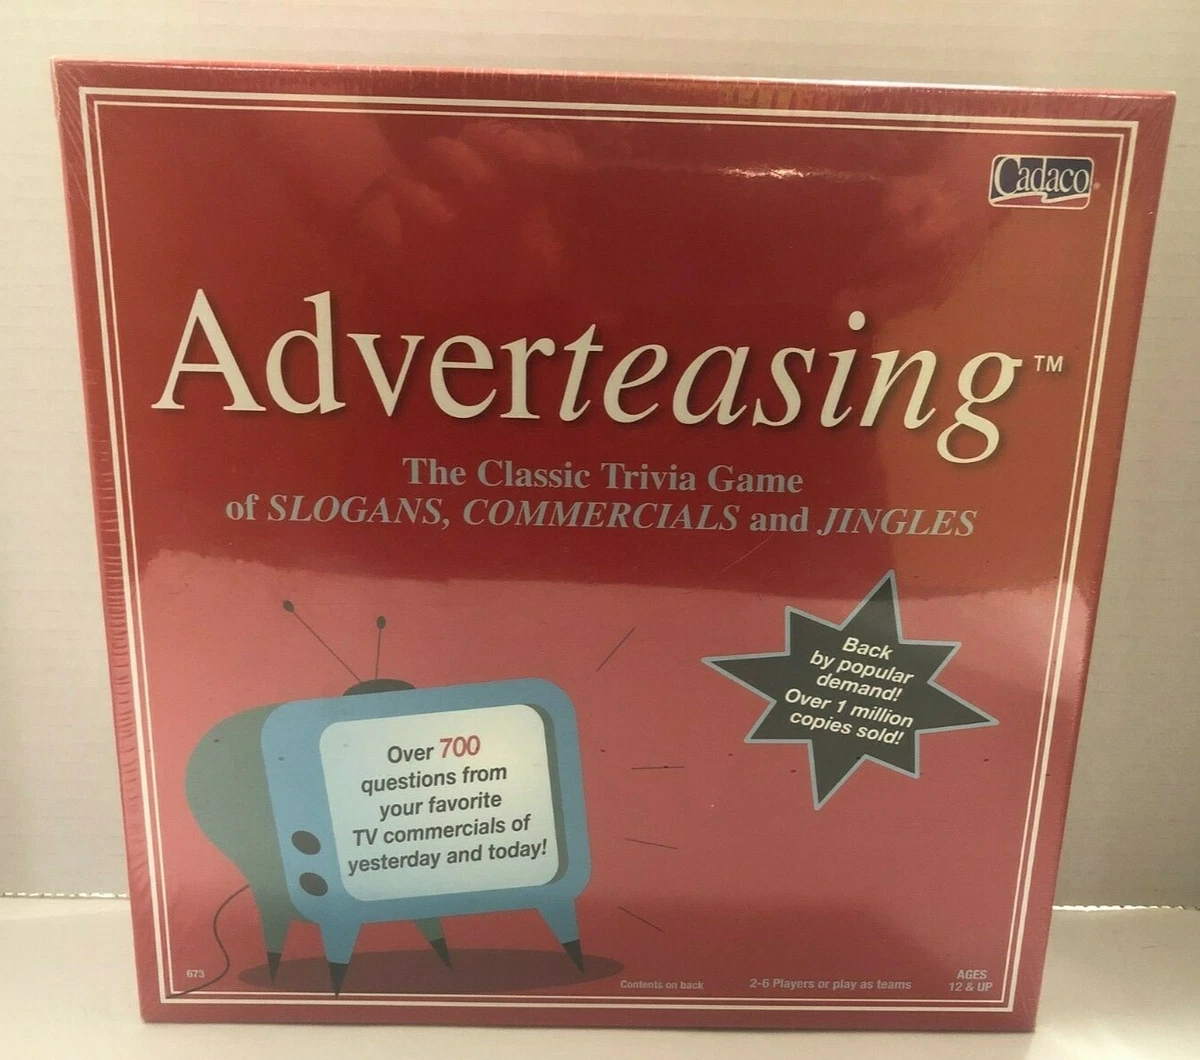 Cadaco
Adverteasing™
The Classic Trivia Game
of SLOGANS, COMMERCIALS and JINGLES
Back
by popular
demand!
Over 1 million
copies sold!
Over 700
questions from
your favorite
TV commercials of
yesterday and today!
673
Contents on back
2-6 Players or play as teams
AGES
12 & UP